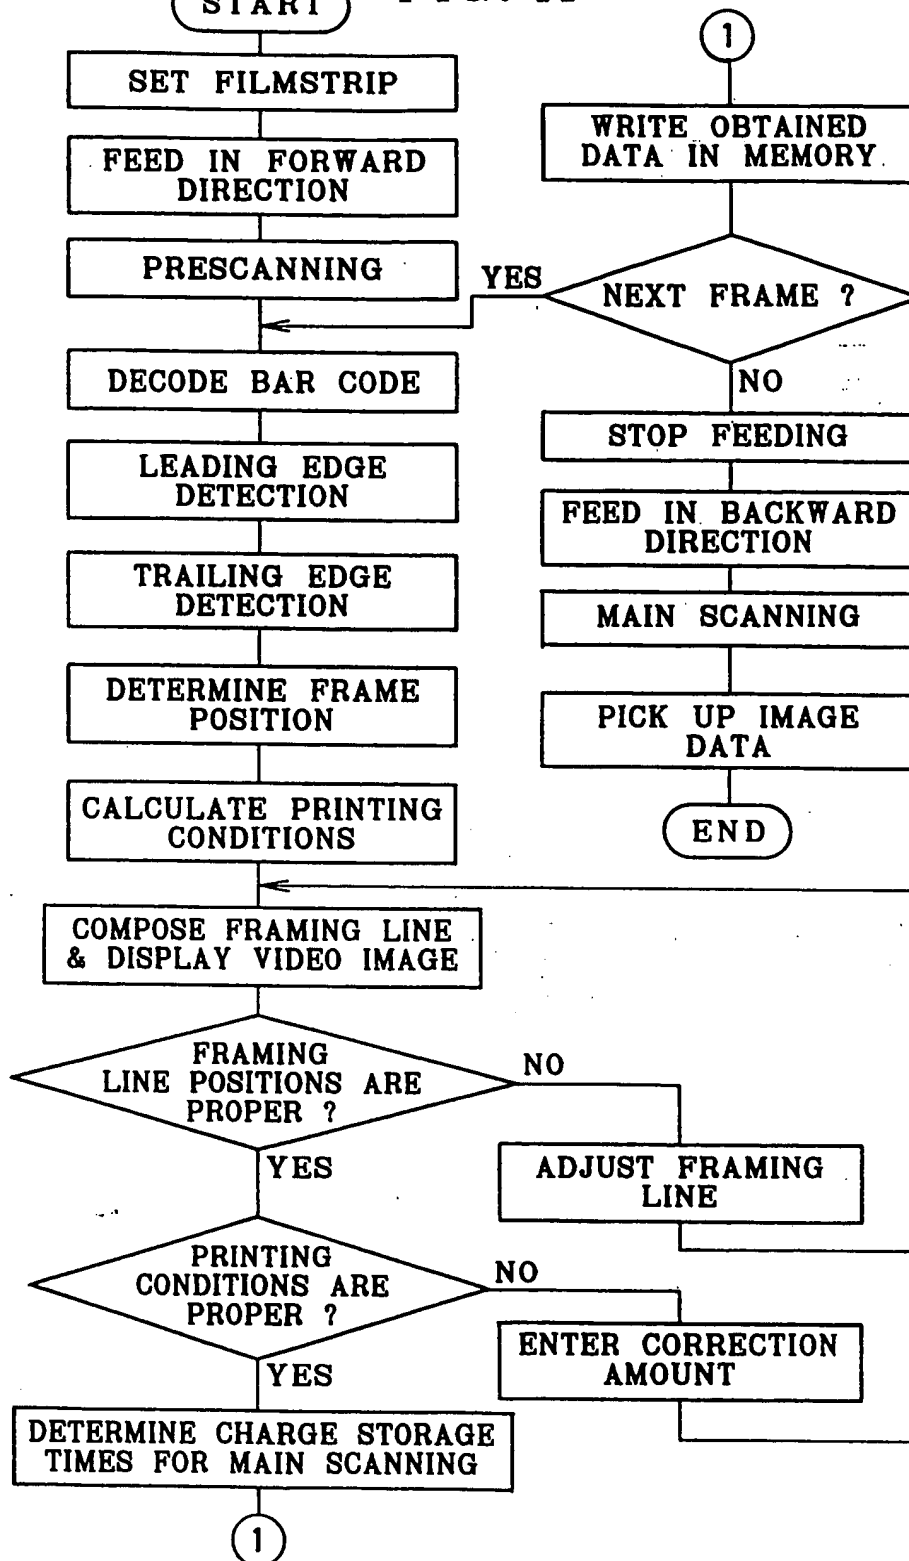 START
SET FILMSTRIP
FEED IN FORWARD
DIRECTION
PRESCANNING
DECODE BAR CODE
LEADING EDGE
DETECTION
TRAILING EDGE
DETECTION
DETERMINE FRAME
POSITION
CALCULATE PRINTING
CONDITIONS
COMPOSE FRAMING LINE
& DISPLAY VIDEO IMAGE
FRAMING
LINE POSITIONS ARE
PROPER ?
NO
ADJUST FRAMING
LINE
YES
PRINTING
CONDITIONS ARE
PROPER ?
NO
ENTER CORRECTION
AMOUNT
YES
DETERMINE CHARGE STORAGE
TIMES FOR MAIN SCANNING
1
1
WRITE OBTAINED
DATA IN MEMORY
NEXT FRAME ?
YES
NO
STOP FEEDING
FEED IN BACKWARD
DIRECTION
MAIN SCANNING
PICK UP IMAGE
DATA
END